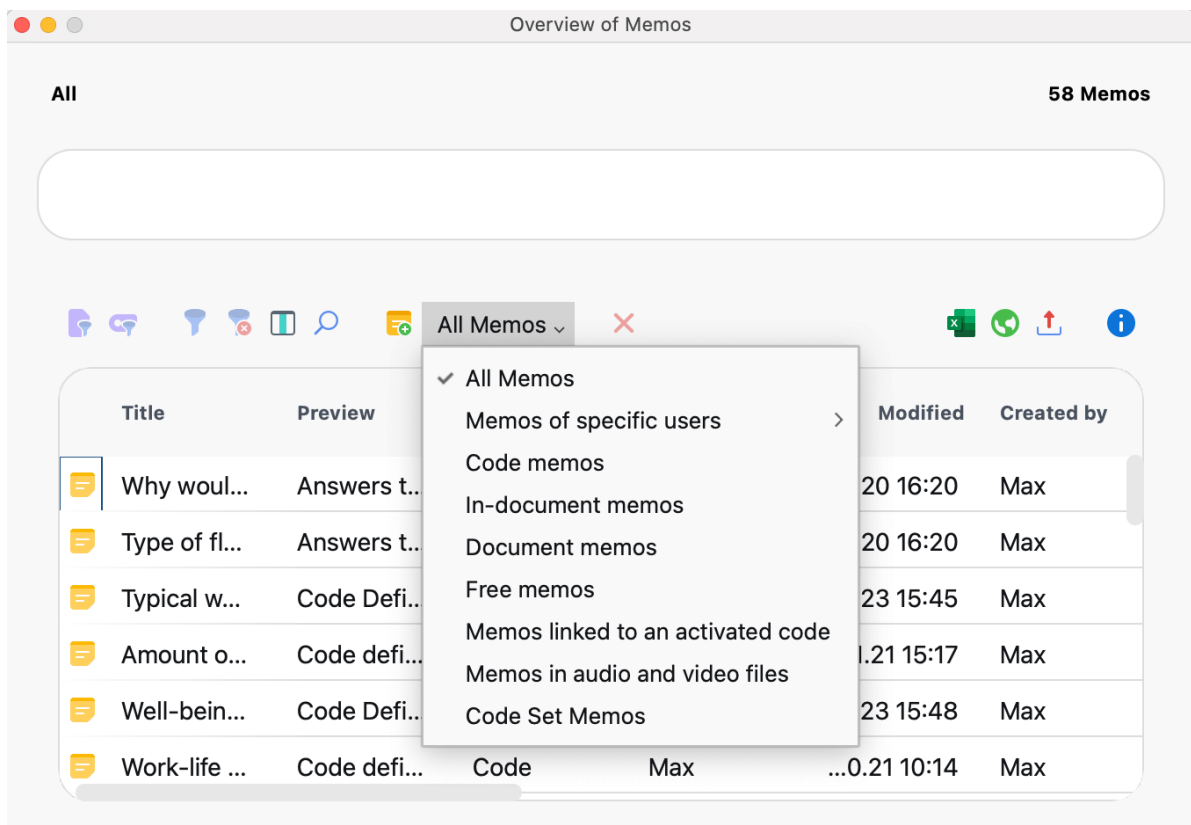 Overview of Memos
All 58 Memos
All Memos
All Memos
Memos of specific users
Code memos
In-document memos
Document memos
Free memos
Memos linked to an activated code
Memos in audio and video files
Code Set Memos
Title Preview Modified Created by
Why woul... Answers t... 20 16:20 Max
Type of fl... Answers t... 20 16:20 Max
Typical w... Code Defi... 23 15:45 Max
Amount o... Code defi... .21 15:17 Max
Well-bein... Code Defi... 23 15:48 Max
Work-life ... Code defi... Code Max ...0.21 10:14 Max